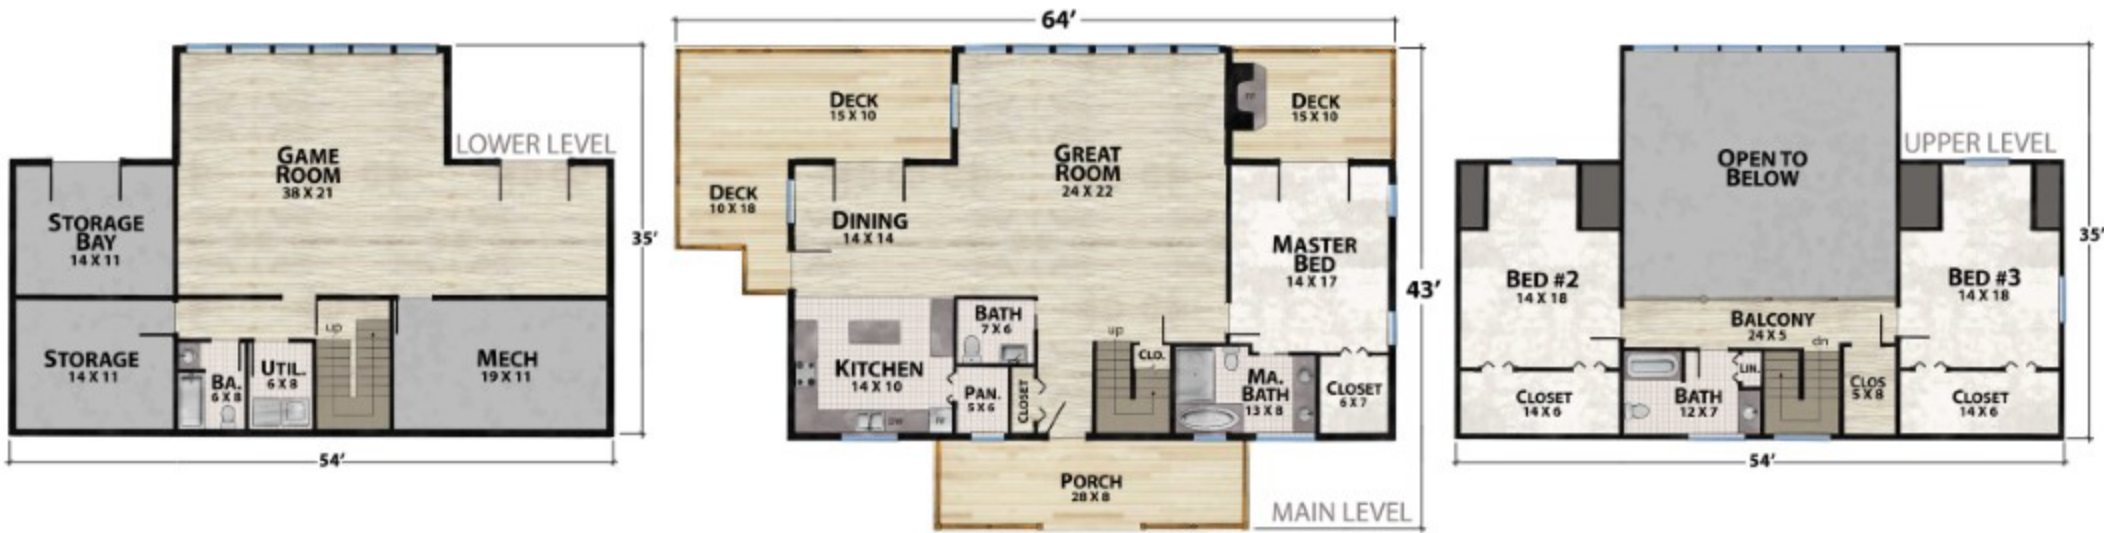 LOWER LEVEL
GAME
ROOM
38 X 21
STORAGE
BAY
14 X 11
STORAGE
14 X 11
BA.
6 X 8
UTIL.
6 X 8
up
MECH
19 X 11
35'
54'
64'
DECK
15 X 10
DECK
10 X 18
DINING
14 X 14
GREAT
ROOM
24 X 22
FP
DECK
15 X 10
MASTER
BED
14 X 17
KITCHEN
14 X 10
DW
BATH
7 X 6
PAN.
5 X 6
CLOSET
up
CLO.
MA.
BATH
13 X 8
CLOSET
6 X 7
PORCH
28 X 8
43'
MAIN LEVEL
UPPER LEVEL
OPEN TO
BELOW
BED #2
14 X 18
BED #3
14 X 18
BALCONY
24 X 5
dn
CLOSET
14 X 6
BATH
12 X 7
LIN.
CLOS
5 X 8
CLOSET
14 X 6
35'
54'